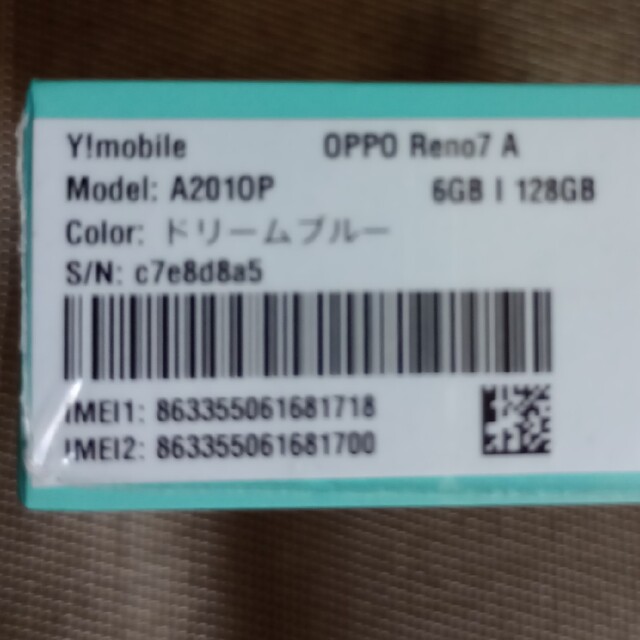 Y!mobile OPPO Reno7 A
Model: A201OP 6GB | 128GB
Color: ドリームブルー
S/N: c7e8d8a5
IMEI1: 863355061681718
IMEI2: 863355061681700